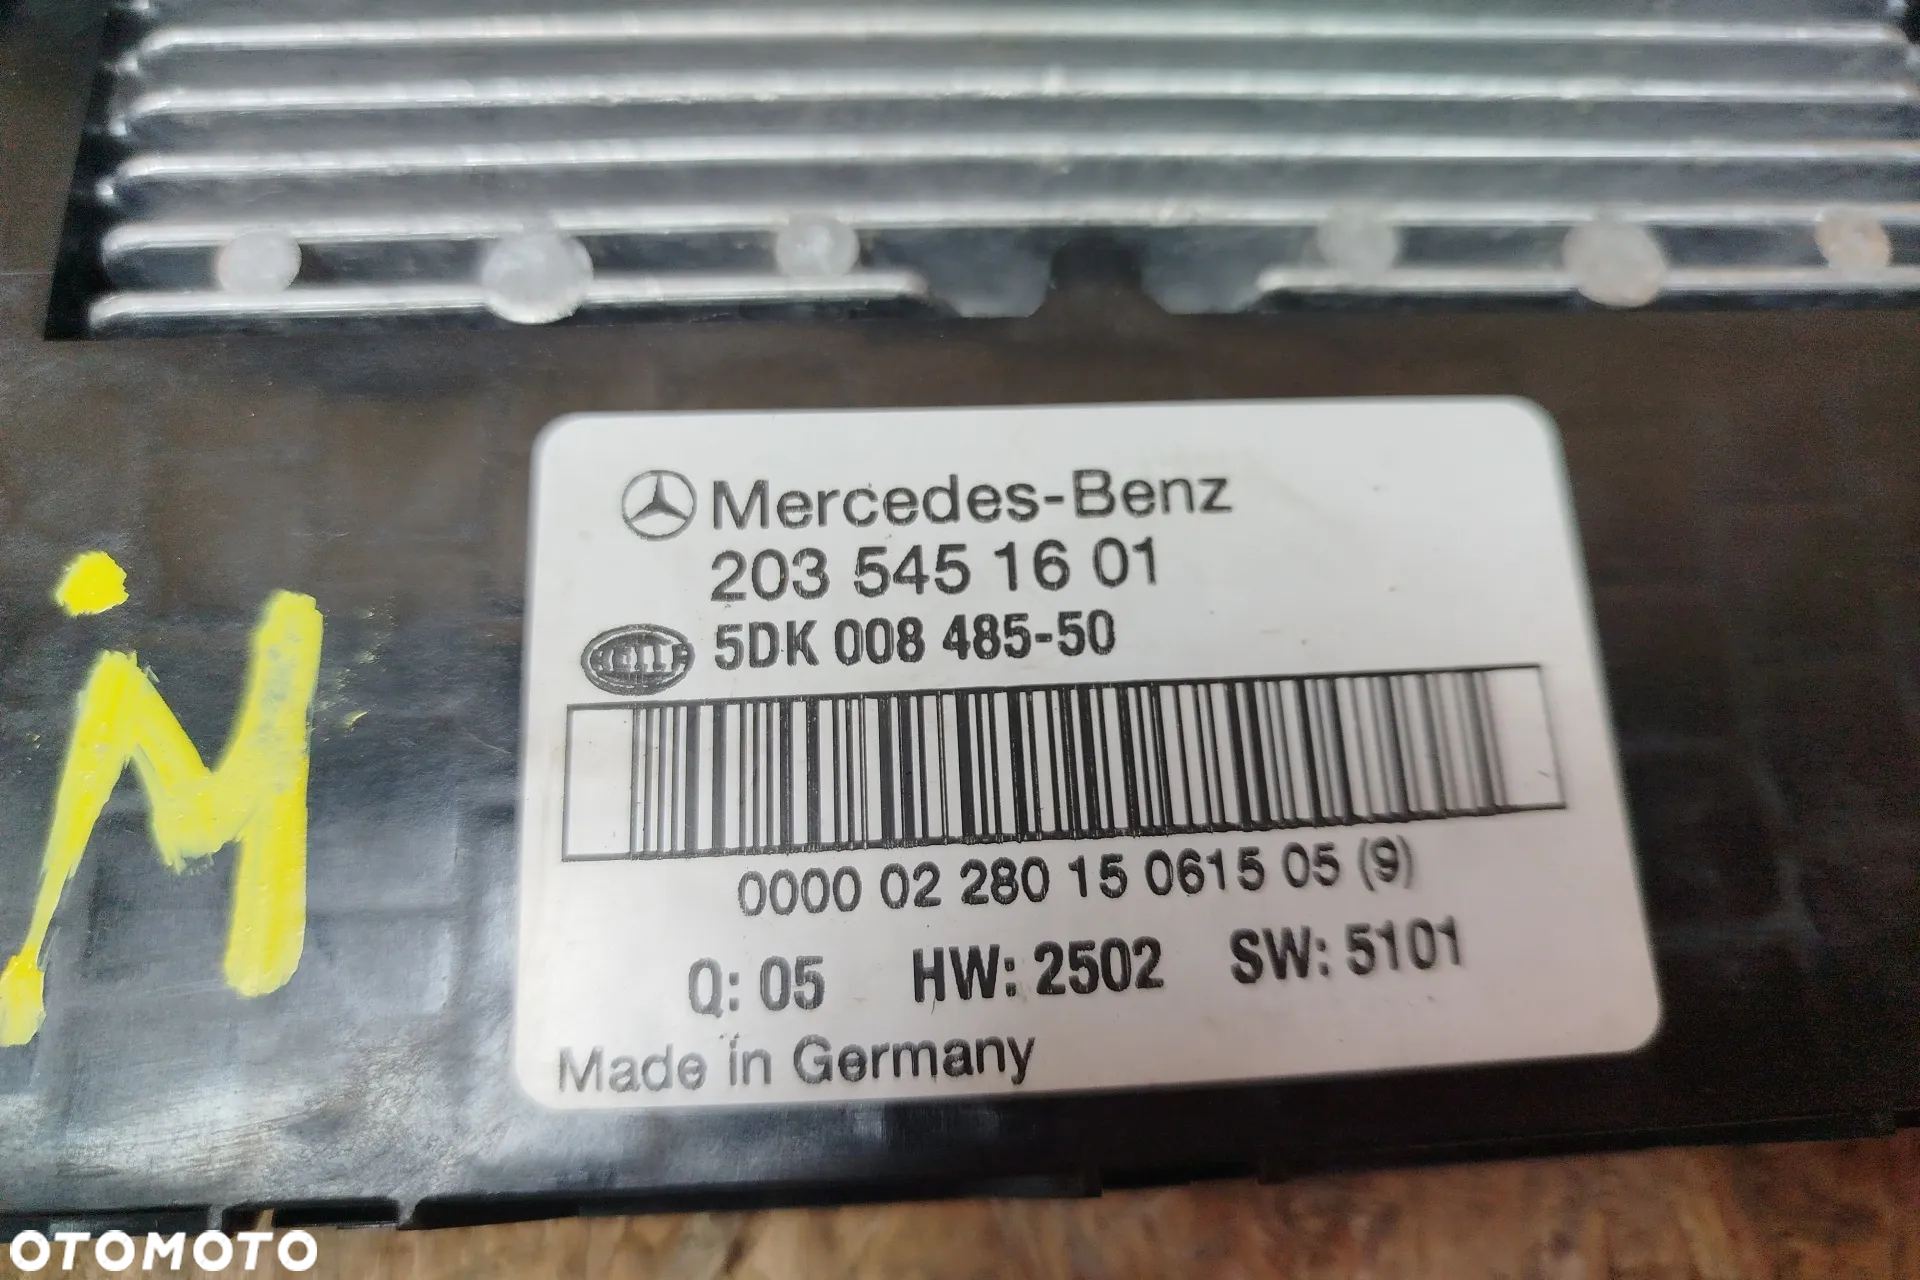 Mercedes-Benz
203 545 16 01
HELLA 5DK 008 485-50
0000 02 280 15 0615 05 (9)
Q: 05 HW: 2502 SW: 5101
Made in Germany
OTOMOTO